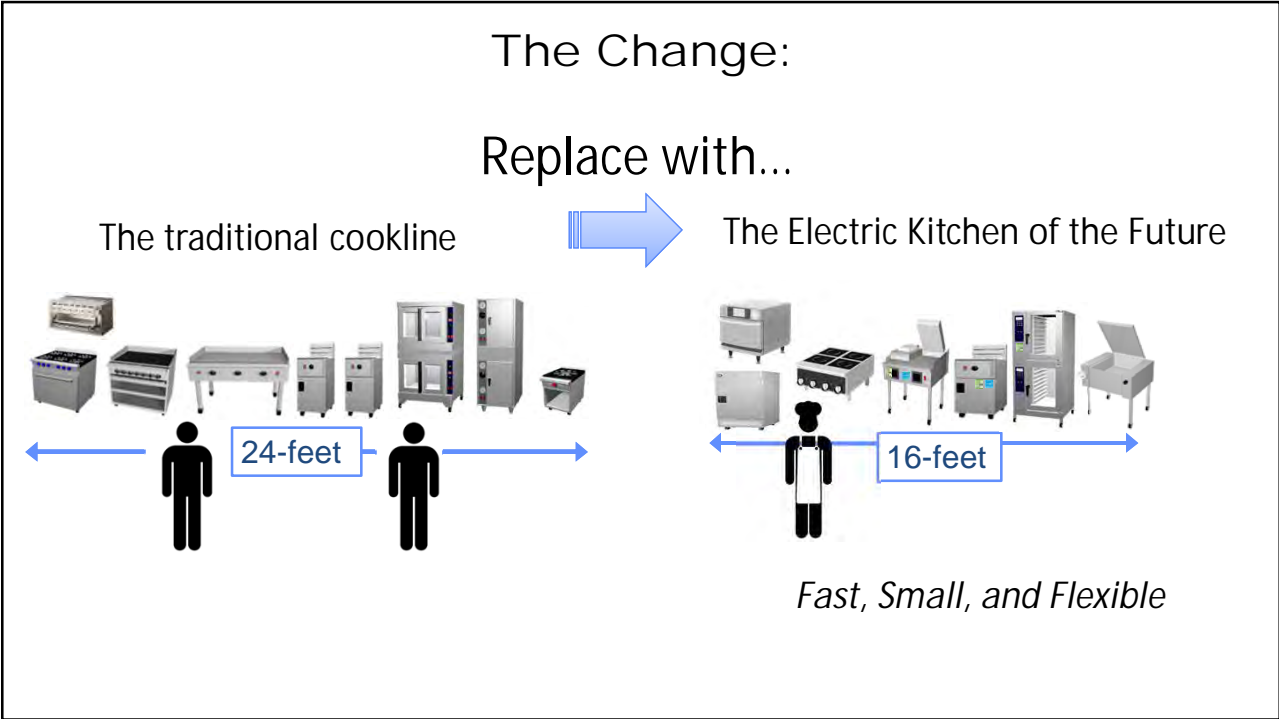 The Change:
Replace with...
The traditional cookline
The Electric Kitchen of the Future
24-feet
16-feet
Fast, Small, and Flexible